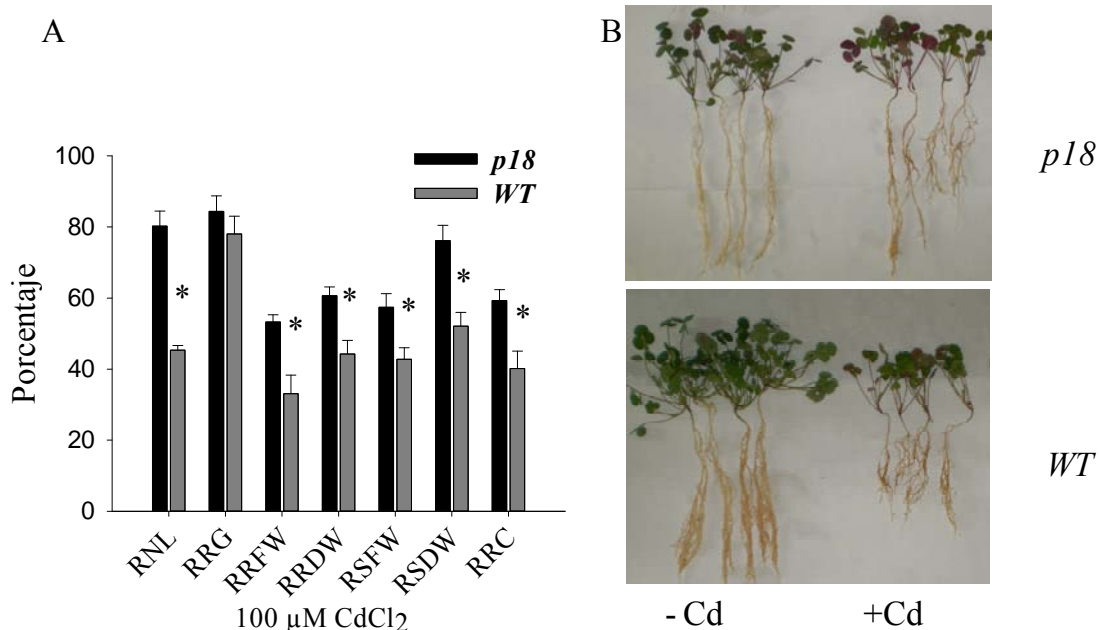 A
B
100
80
60
40
20
0
Porcentaje
p18
WT
*
*
*
*
*
*
RNL
RRG
RRFW
RRDW
RSFW
RSDW
RRC
100 µM CdCl2
p18
WT
- Cd
+Cd